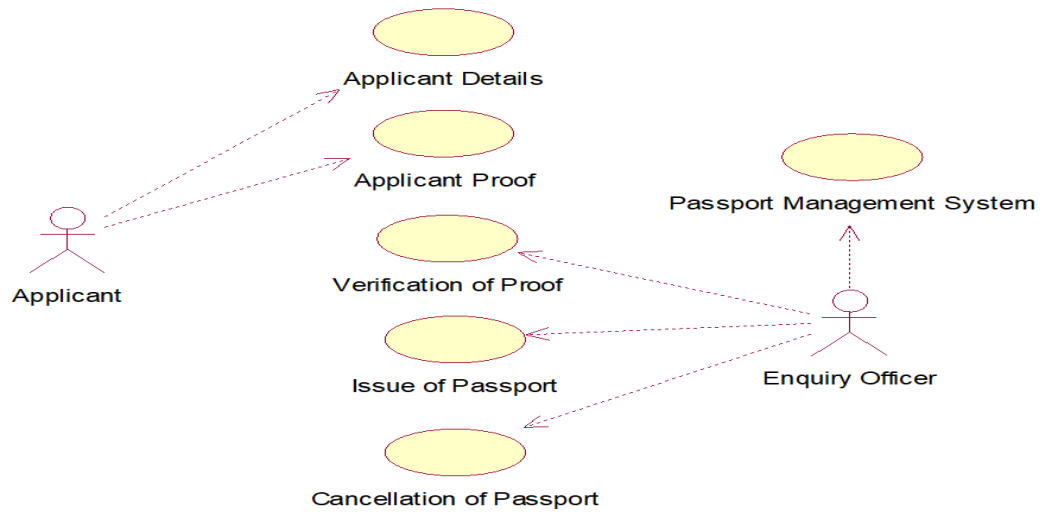 Applicant Details
Applicant Proof
Passport Management System
Verification of Proof
Applicant
Issue of Passport
Enquiry Officer
Cancellation of Passport